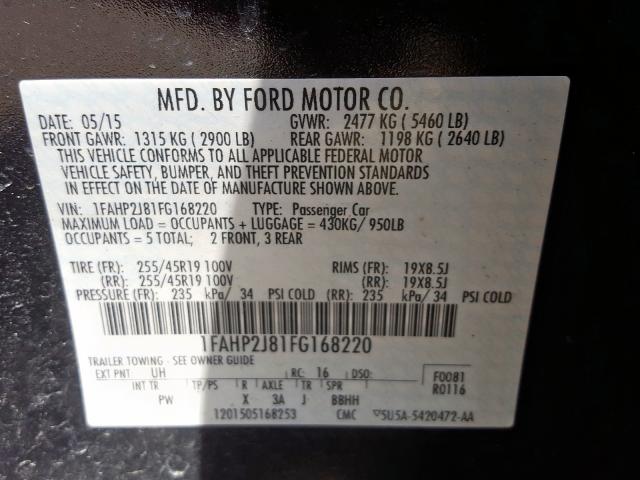 MFD. BY FORD MOTOR CO.
DATE: 05/15 GVWR: 2477 KG ( 5460 LB)
FRONT GAWR: 1315 KG ( 2900 LB) REAR GAWR: 1198 KG ( 2640 LB)
THIS VEHICLE CONFORMS TO ALL APPLICABLE FEDERAL MOTOR
VEHICLE SAFETY, BUMPER, AND THEFT PREVENTION STANDARDS
IN EFFECT ON THE DATE OF MANUFACTURE SHOWN ABOVE.
VIN: 1FAHP2J81FG168220 TYPE: Passenger Car
MAXIMUM LOAD = OCCUPANTS + LUGGAGE = 430KG/ 950LB
OCCUPANTS = 5 TOTAL; 2 FRONT, 3 REAR
TIRE (FR): 255/45R19 100V RIMS (FR): 19X8.5J
(RR): 255/45R19 100V (RR): 19X8.5J
PRESSURE (FR): 235 kPa/ 34 PSI COLD (RR): 235 kPa/ 34 PSI COLD
1FAHP2J81FG168220
TRAILER TOWING - SEE OWNER GUIDE
EXT PNT: UH RC: 16 DSO: F0081
INT TR TP/PS R AXLE TR SPR R0116
PW X 3A J BBHH
1201505168253 CMC 5U5A-5420472-AA